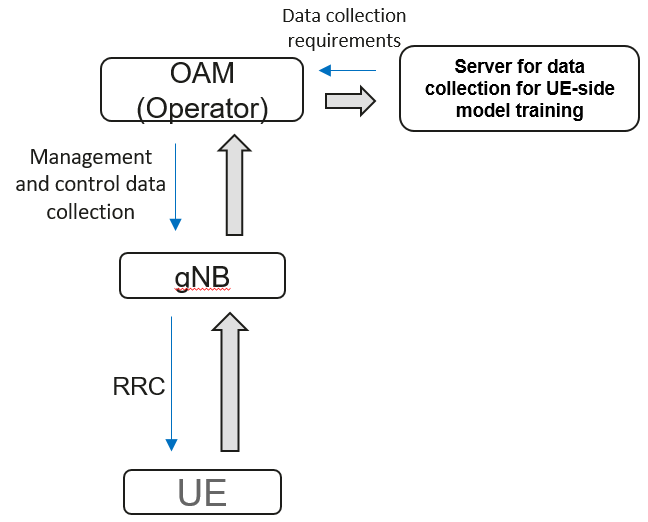 Data collection
requirements
OAM
(Operator)
Server for data
collection for UE-side
model training
Management
and control data
collection
gNB
RRC
UE